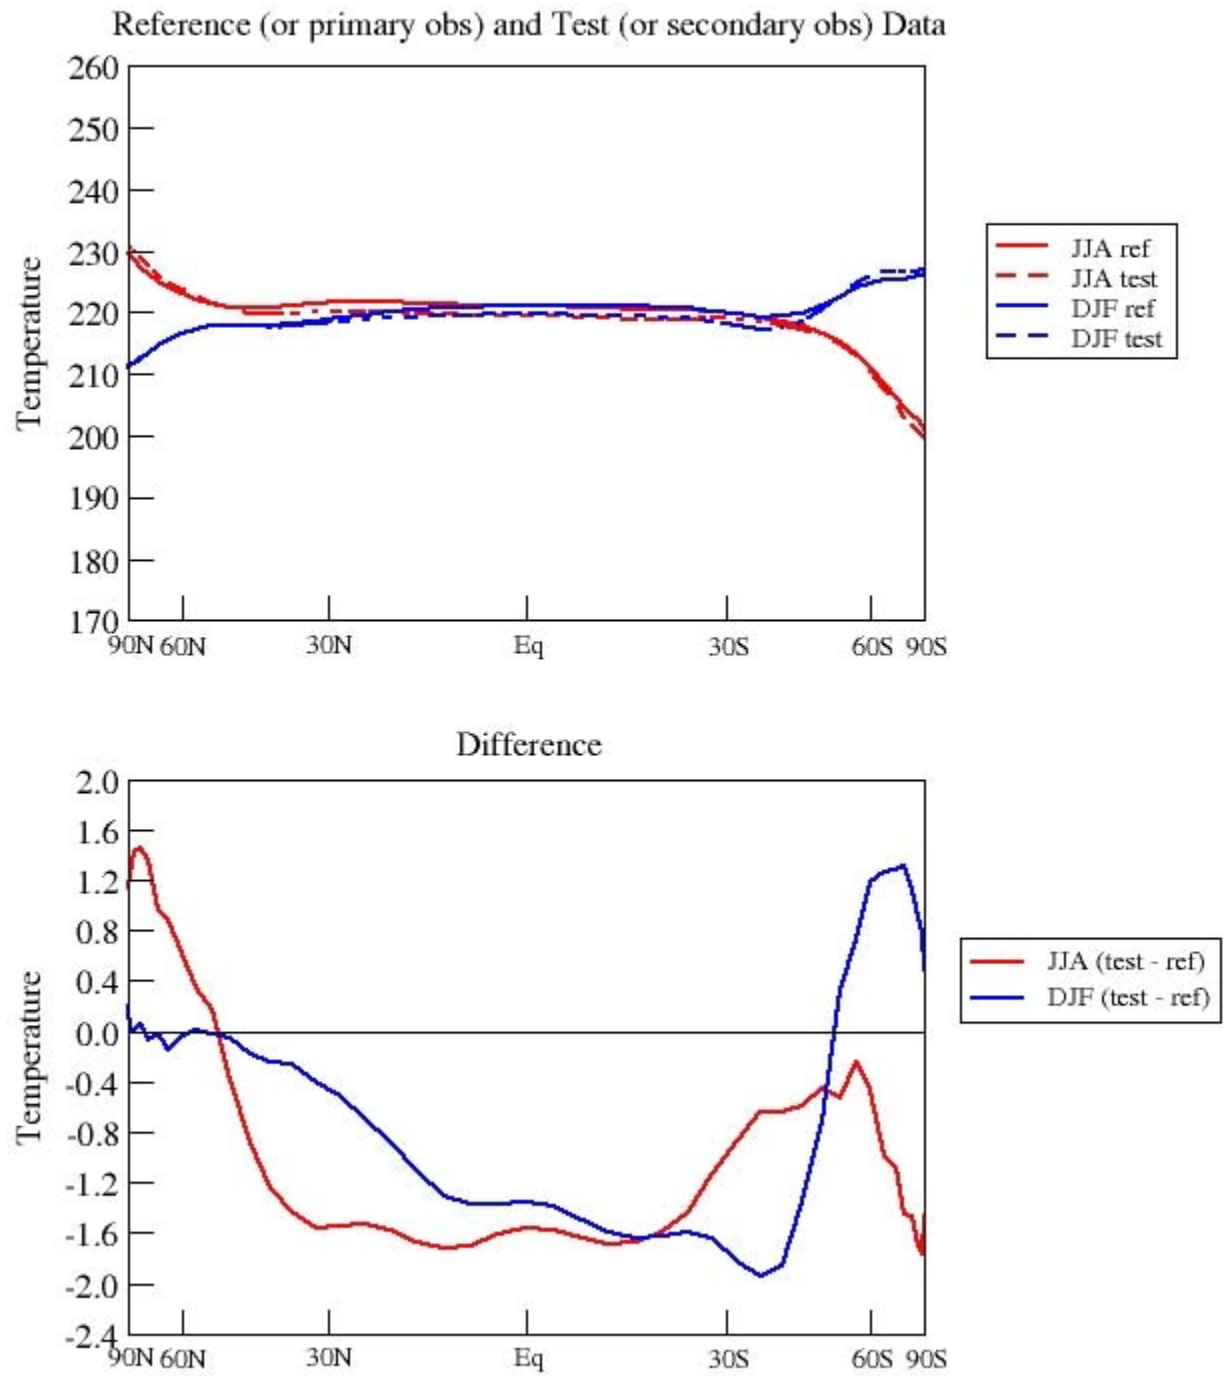 Reference (or primary obs) and Test (or secondary obs) Data
260
250
240
230
220
210
200
190
180
170
Temperature
90N 60N 30N Eq 30S 60S 90S
JJA ref
JJA test
DJF ref
DJF test
Difference
2.0
1.6
1.2
0.8
0.4
0.0
-0.4
-0.8
-1.2
-1.6
-2.0
-2.4
Temperature
90N 60N 30N Eq 30S 60S 90S
JJA (test - ref)
DJF (test - ref)